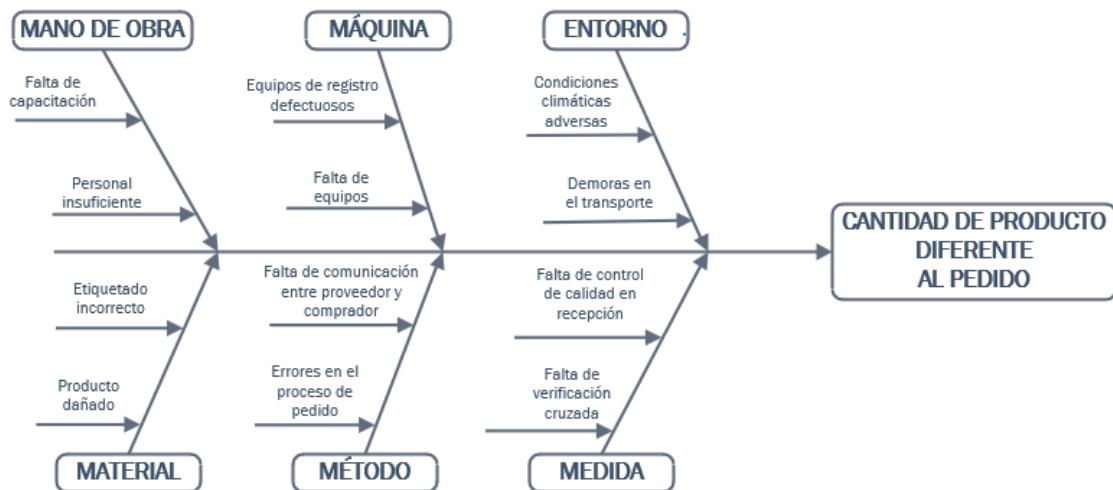 MANO DE OBRA
MÁQUINA
ENTORNO
Falta de
capacitación
Equipos de registro
defectuosos
Condiciones
climáticas
adversas
Personal
insuficiente
Falta de
equipos
Demoras en
el transporte
CANTIDAD DE PRODUCTO
DIFERENTE
AL PEDIDO
Etiquetado
incorrecto
Falta de comunicación
entre proveedor y
comprador
Falta de control
de calidad en
recepción
Producto
dañado
Errores en el
proceso de
pedido
Falta de
verificación
cruzada
MATERIAL
MÉTODO
MEDIDA